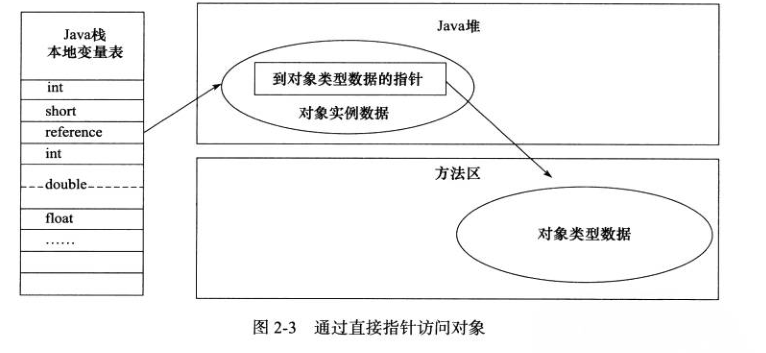 Java栈
本地变量表
int
short
reference
int
double
float
……
Java堆
到对象类型数据的指针
对象实例数据
方法区
对象类型数据
图 2-3 通过直接指针访问对象